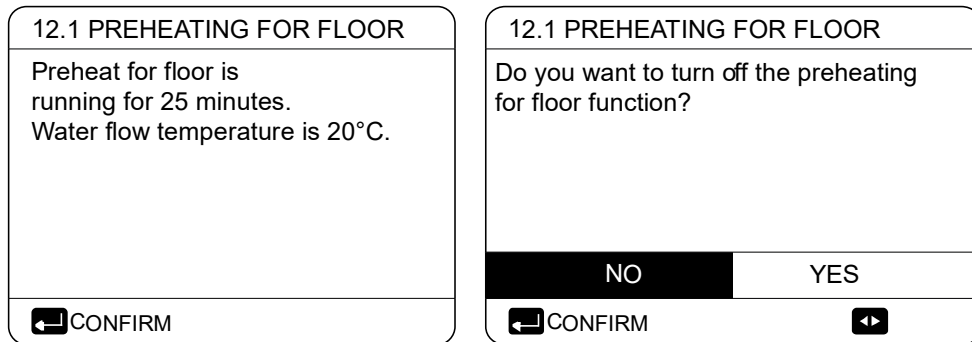 12.1 PREHEATING FOR FLOOR
Preheat for floor is
running for 25 minutes.
Water flow temperature is 20°C.
CONFIRM
12.1 PREHEATING FOR FLOOR
Do you want to turn off the preheating
for floor function?
NO YES
CONFIRM